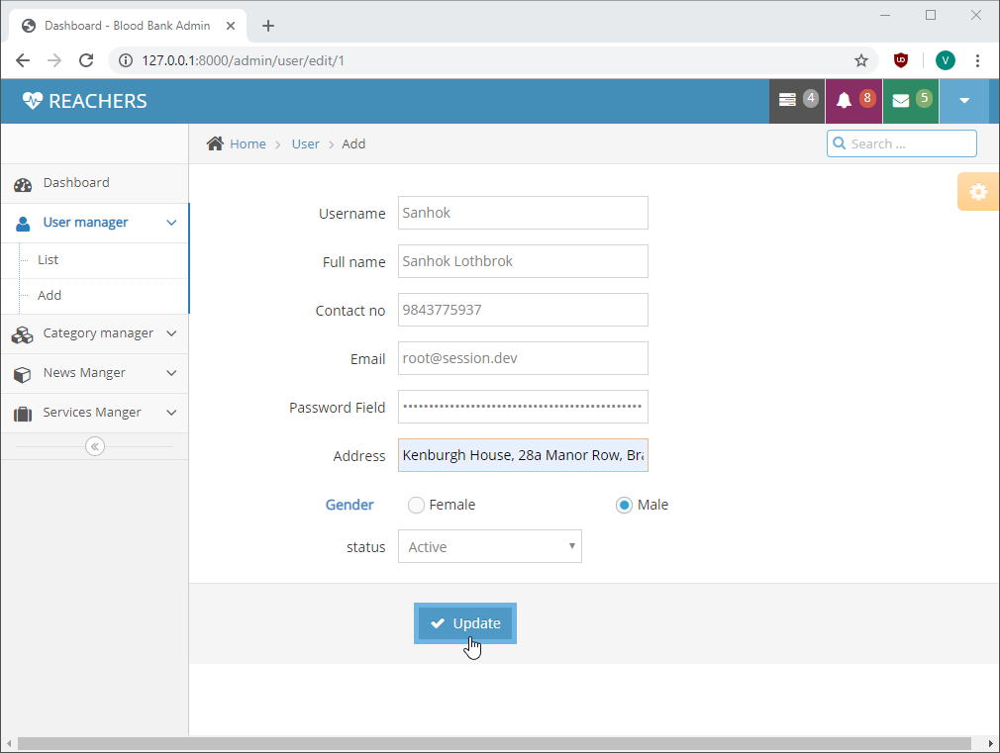 Dashboard - Blood Bank Admin
127.0.0.1:8000/admin/user/edit/1
UD
V
REACHERS
4
8
5
Home > User > Add
Search ...
Dashboard
User manager
List
Add
Category manager
News Manger
Services Manger
Username Sanhok
Full name Sanhok Lothbrok
Contact no 9843775937
Email root@session.dev
Password Field
Address Kenburgh House, 28a Manor Row, Bra
Gender Female Male
status Active
Update